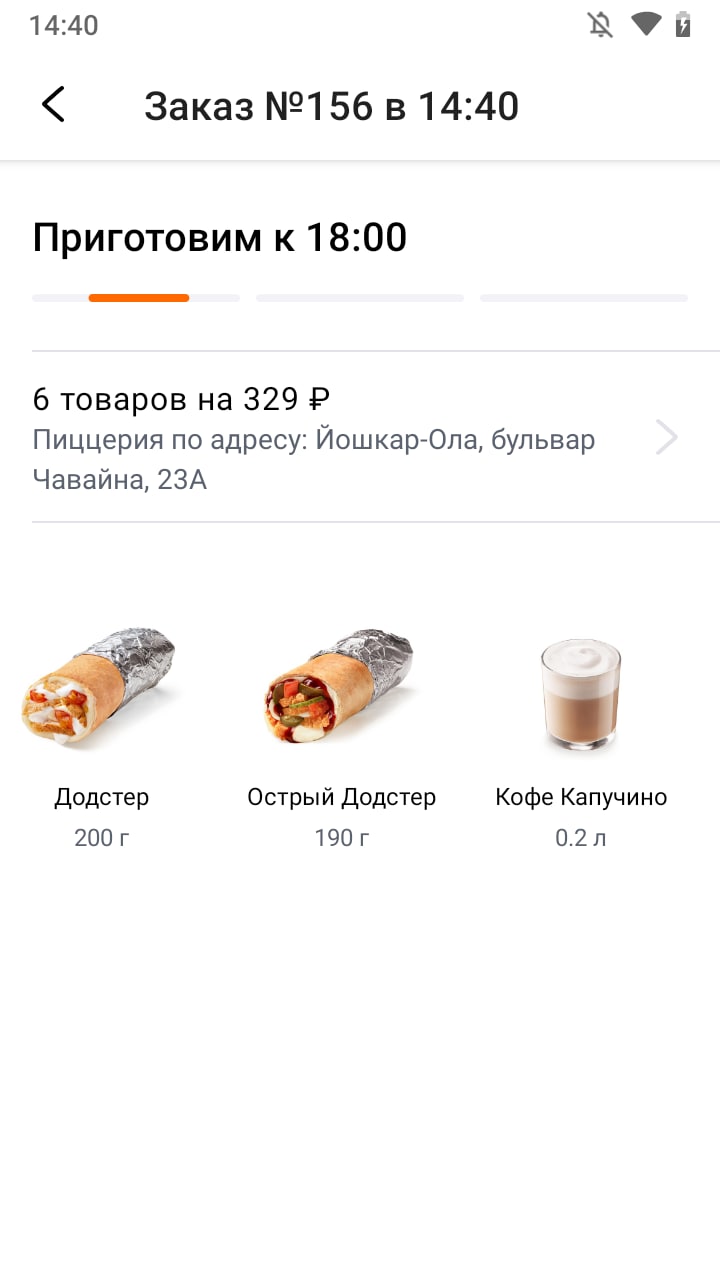 14:40
Заказ №156 в 14:40
Приготовим к 18:00
6 товаров на 329 ₽
Пиццерия по адресу: Йошкар-Ола, бульвар
Чавайна, 23А
Додстер
Острый Додстер
Кофе Капучино
200 г
190 г
0.2 л